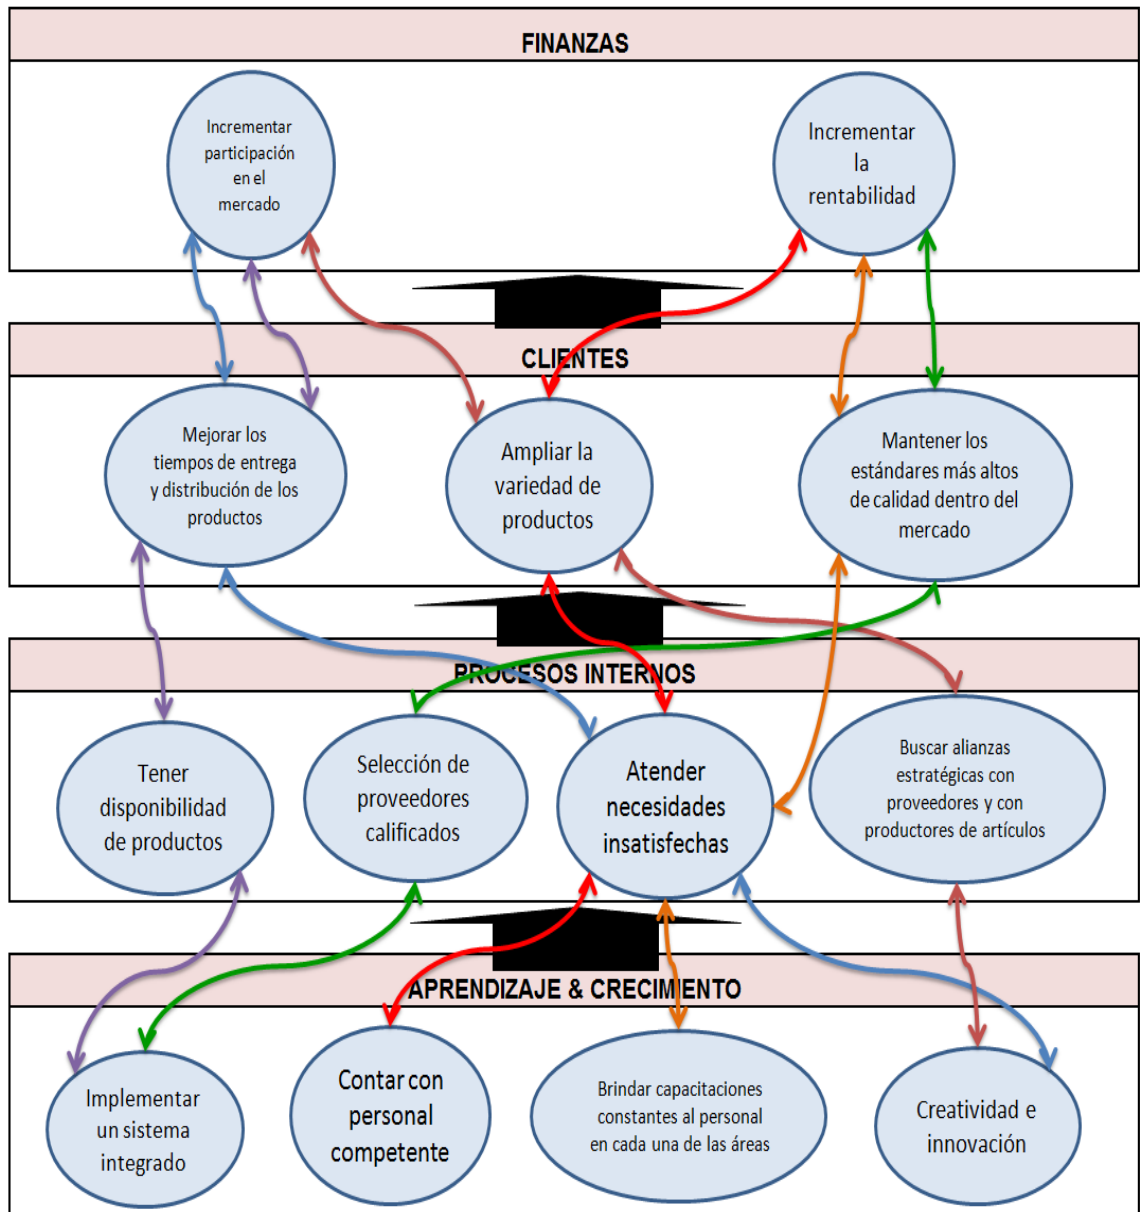 FINANZAS
Incrementar
participación
en el
mercado
Incrementar
la
rentabilidad
CLIENTES
Mejorar los
tiempos de entrega
y distribución de los
productos
Ampliar la
variedad de
productos
Mantener los
estándares más altos
de calidad dentro del
mercado
PROCESOS INTERNOS
Tener
disponibilidad
de productos
Selección de
proveedores
calificados
Atender
necesidades
insatisfechas
Buscar alianzas
estratégicas con
proveedores y con
productores de artículos
APRENDIZAJE & CRECIMIENTO
Implementar
un sistema
integrado
Contar con
personal
competente
Brindar capacitaciones
constantes al personal
en cada una de las áreas
Creatividad e
innovación